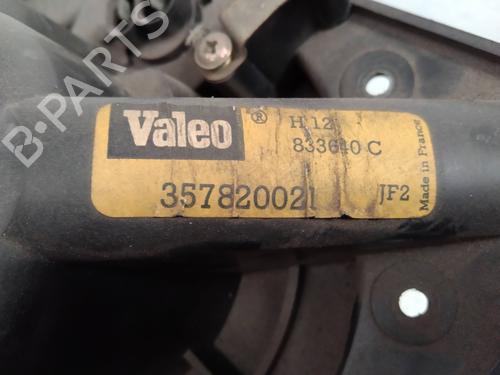 Valeo ®
H 12
833640 C
357820021 JF2
Made in France
B-PARTS